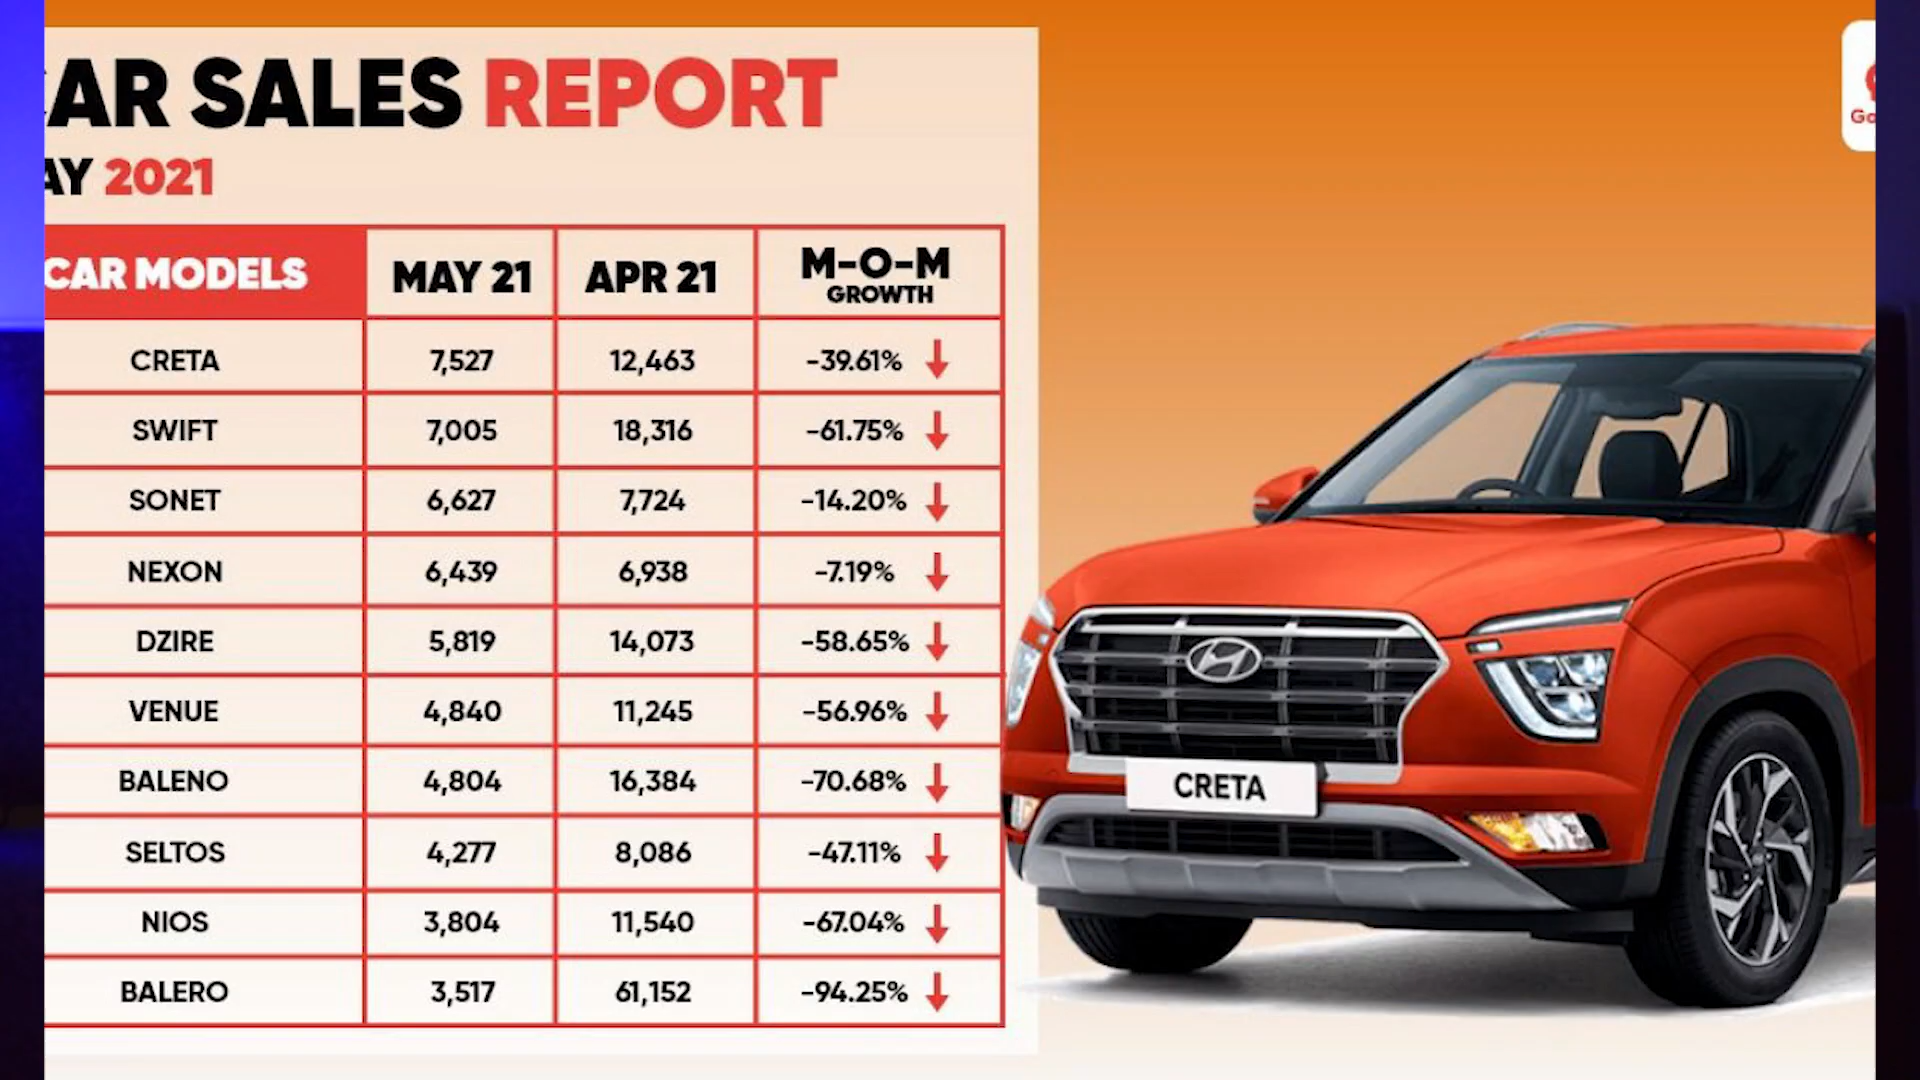 CAR SALES REPORT
AY 2021
CAR MODELS MAY 21 APR 21 M-O-M GROWTH
CRETA 7,527 12,463 -39.61%
SWIFT 7,005 18,316 -61.75%
SONET 6,627 7,724 -14.20%
NEXON 6,439 6,938 -7.19%
DZIRE 5,819 14,073 -58.65%
VENUE 4,840 11,245 -56.96%
BALENO 4,804 16,384 -70.68%
SELTOS 4,277 8,086 -47.11%
NIOS 3,804 11,540 -67.04%
BALERO 3,517 61,152 -94.25%
CRETA